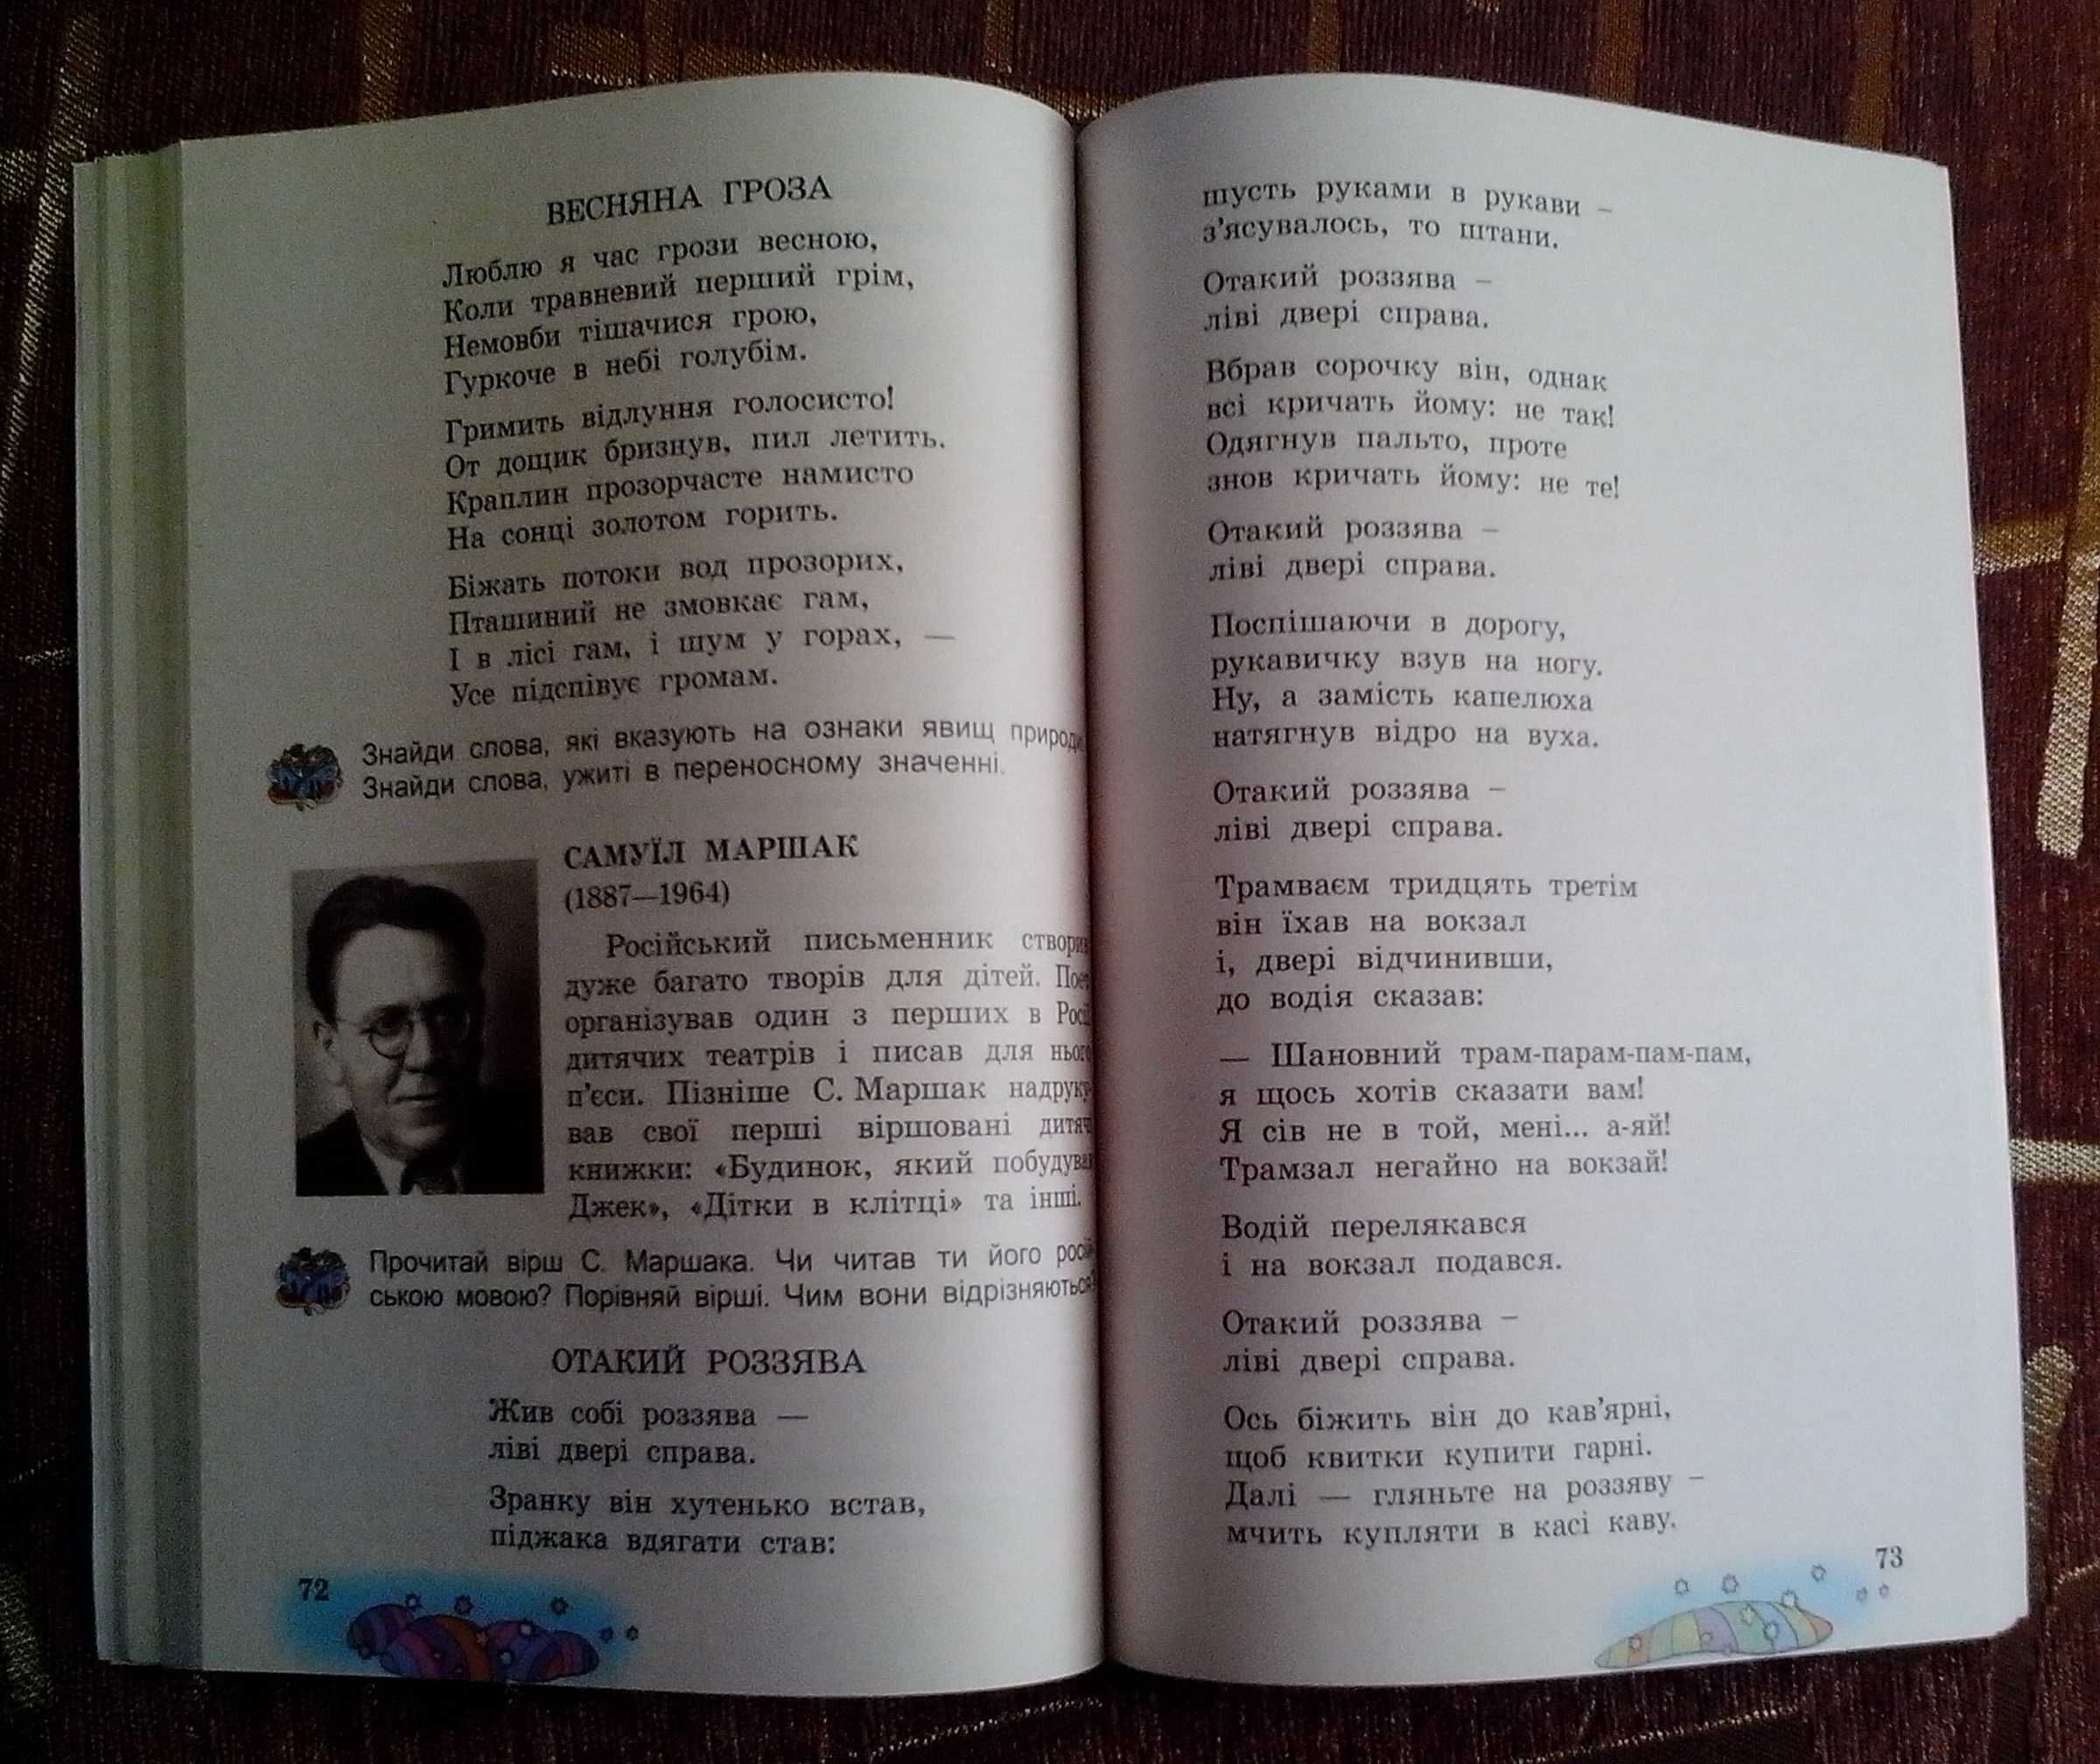 ВЕСНЯНА ГРОЗА
Люблю я час грози весною,
Коли травневий перший грім,
Немовби тішачися грою,
Гуркоче в небі голубім.
Гримить відлуння голосисто!
От дощик бризнув, пил летить.
Краплин прозорчасте намисто
На сонці золотом горить.
Біжать потоки вод прозорих,
Пташиний не змовкає гам,
І в лісі гам, і шум у горах, —
Усе підспівує громам.
Знайди слова, які вказують на ознаки явищ природи
Знайди слова, ужиті в переносному значенні.
САМУЇЛ МАРШАК
(1887—1964)
Російський письменник створив
дуже багато творів для дітей. Поет
організував один з перших в Росії
дитячих театрів і писав для нього
п'єси. Пізніше С. Маршак надруку-
вав свої перші віршовані дитячі
книжки: «Будинок, який побудував
Джек», «Дітки в клітці» та інші.
Прочитай вірш С. Маршака. Чи читав ти його росій-
ською мовою? Порівняй вірші. Чим вони відрізняються?
ОТАКИЙ РОЗЗЯВА
Жив собі роззява —
ліві двері справа.
Зранку він хутенько встав,
піджака вдягати став:
72
шусть руками в рукави –
з'ясувалось, то штани.
Отакий роззява –
ліві двері справа.
Вбрав сорочку він, однак
всі кричать йому: не так!
Одягнув пальто, проте
знов кричать йому: не те!
Отакий роззява –
ліві двері справа.
Поспішаючи в дорогу,
рукавичку взув на ногу.
Ну, а замість капелюха
натягнув відро на вуха.
Отакий роззява –
ліві двері справа.
Трамваєм тридцять третім
він їхав на вокзал
і, двері відчинивши,
до водія сказав:
— Шановний трам-парам-пам-пам,
я щось хотів сказати вам!
Я сів не в той, мені... а-яй!
Трамзал негайно на вокзай!
Водій перелякався
і на вокзал подався.
Отакий роззява –
ліві двері справа.
Ось біжить він до кав'ярні,
щоб квитки купити гарні.
Далі — гляньте на роззяву –
мчить купляти в касі каву.
73